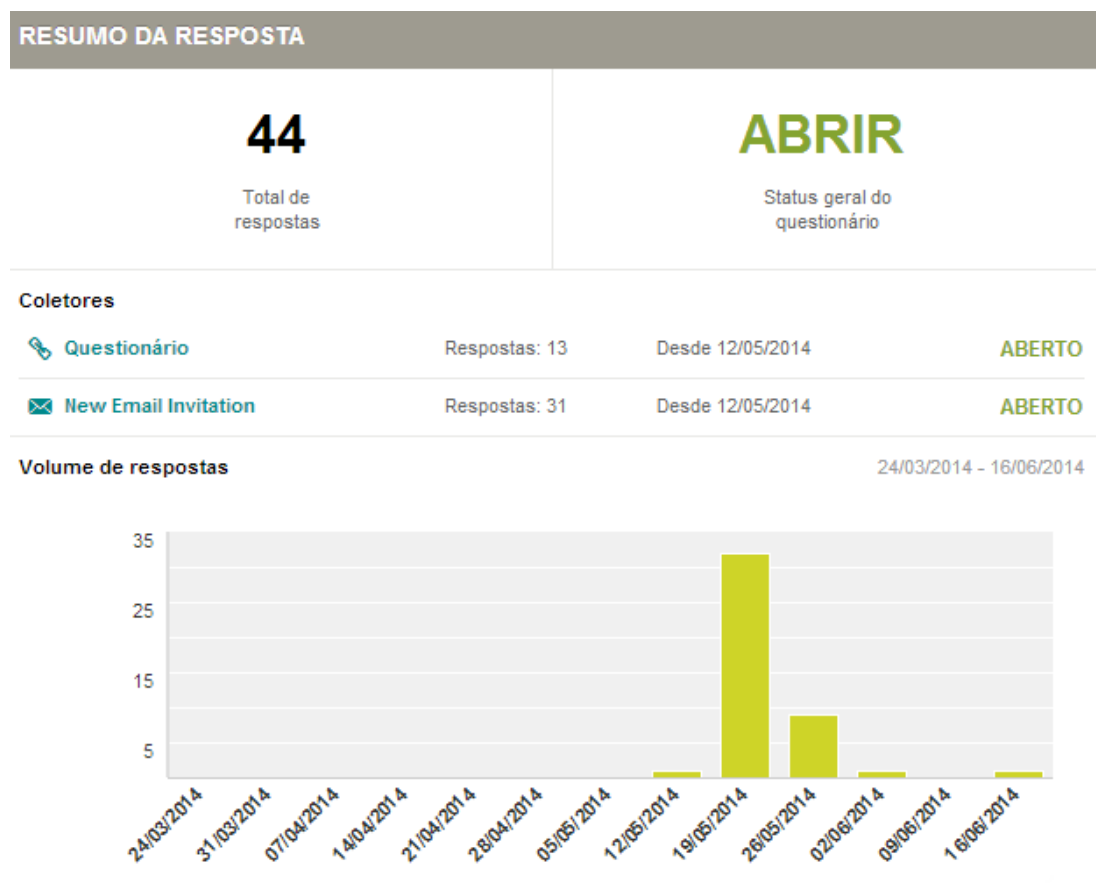 RESUMO DA RESPOSTA
44
Total de
respostas
ABRIR
Status geral do
questionário
Coletores
Questionário Respostas: 13 Desde 12/05/2014 ABERTO
New Email Invitation Respostas: 31 Desde 12/05/2014 ABERTO
Volume de respostas 24/03/2014 - 16/06/2014
35
25
15
5
24/03/2014 31/03/2014 07/04/2014 14/04/2014 21/04/2014 28/04/2014 05/05/2014 12/05/2014 19/05/2014 26/05/2014 02/06/2014 09/06/2014 16/06/2014